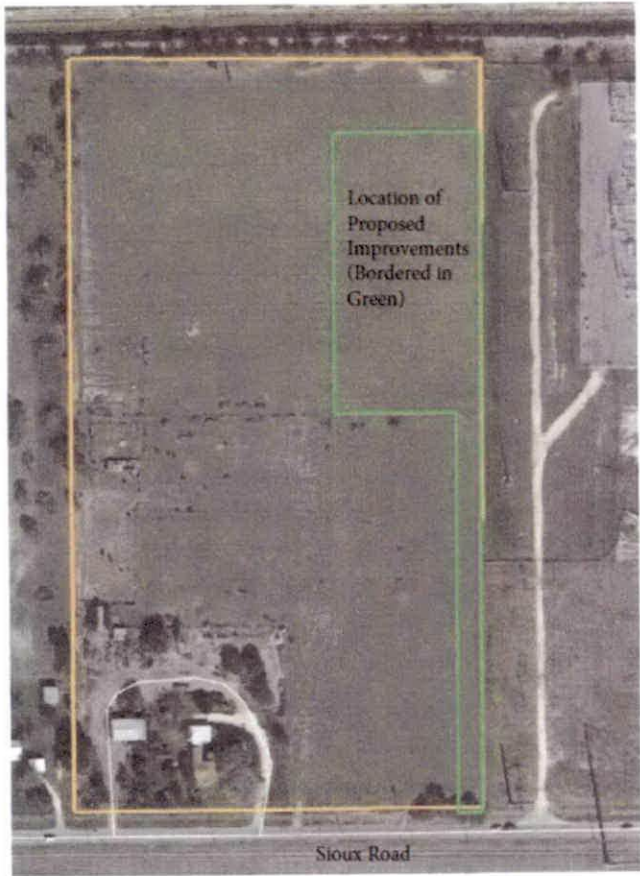 Location of
Proposed
Improvements
(Bordered in
Green)
Sioux Road